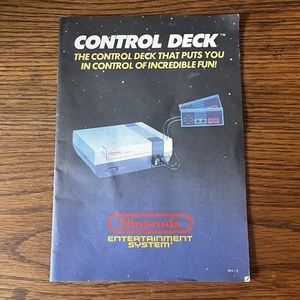 CONTROL DECK™
THE CONTROL DECK THAT PUTS YOU
IN CONTROL OF INCREDIBLE FUN!
Nintendo
ENTERTAINMENT
SYSTEM